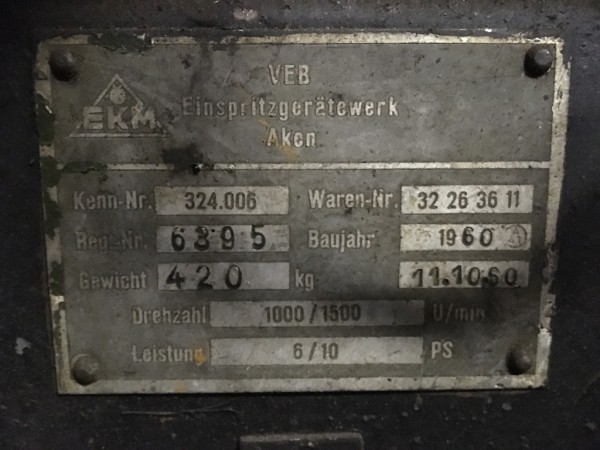 VEB
EKM
Einspritzgerätewerk
Aken
Kenn-Nr. 324.006 Waren-Nr. 32 26 36 11
Reg.-Nr. 6895 Baujahr 1960 A
Gewicht 420 kg 11.10.60
Drehzahl 1000/1500 U/min
Leistung 6/10 PS